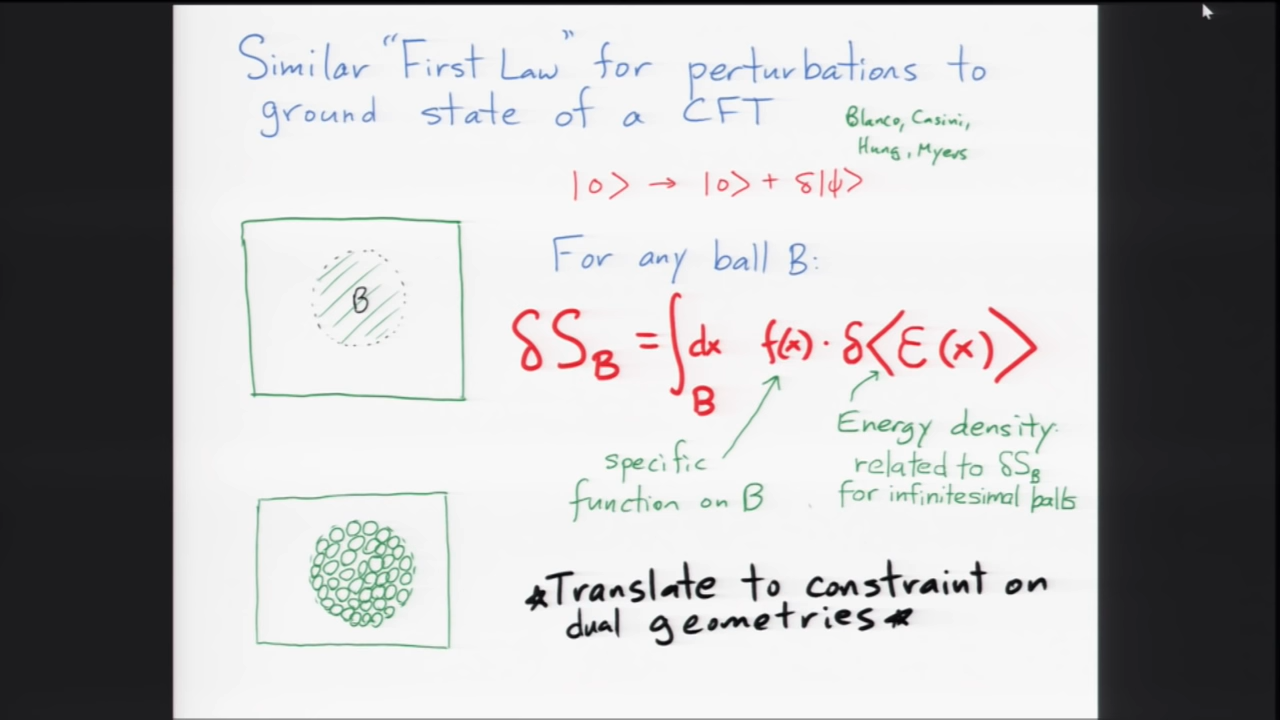 Similar "First Law" for perturbations to
ground state of a CFT
Blanco, Casini,
Hung, Myers
|0⟩ → |0⟩ + δ|ψ⟩
For any ball B:
B
δS_B = ∫_B dx f(x) · δ⟨ℰ(x)⟩
specific
function on B
Energy density
related to δS_B
for infinitesimal balls
★Translate to constraint on
dual geometries★